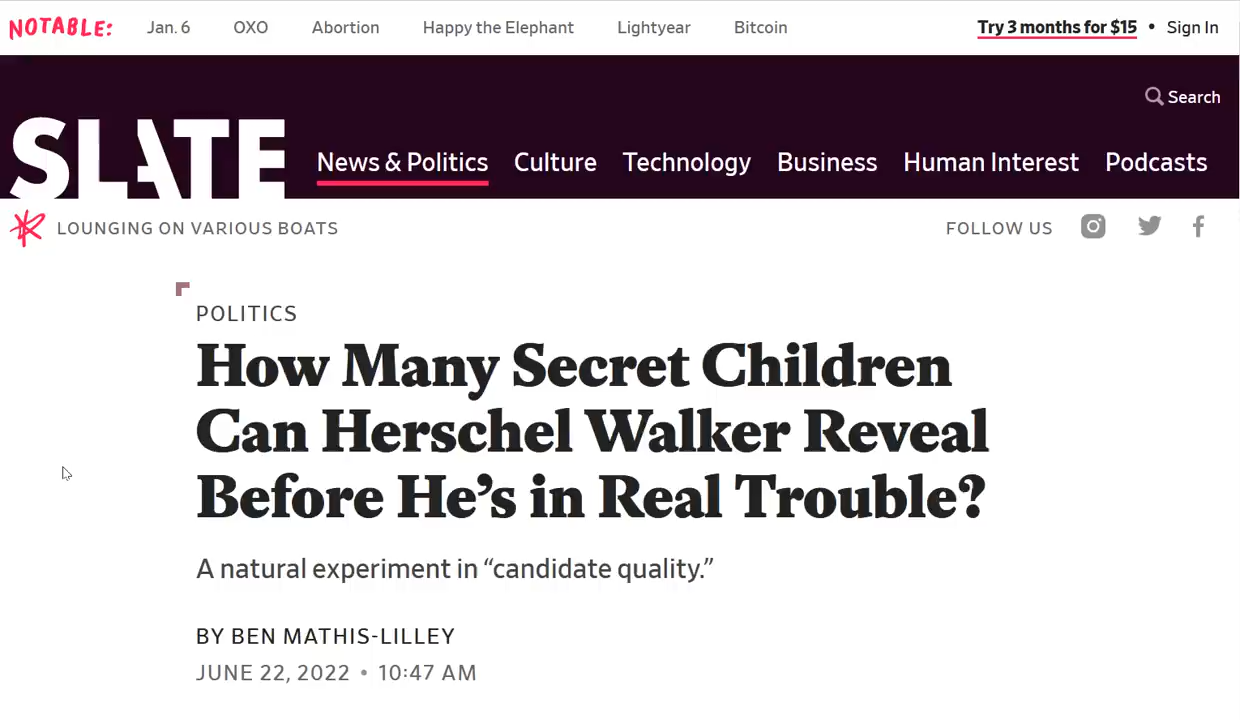 NOTABLE: Jan. 6 OXO Abortion Happy the Elephant Lightyear Bitcoin Try 3 months for $15 • Sign In
Search
SLATE News & Politics Culture Technology Business Human Interest Podcasts
LOUNGING ON VARIOUS BOATS FOLLOW US
POLITICS
How Many Secret Children
Can Herschel Walker Reveal
Before He’s in Real Trouble?
A natural experiment in “candidate quality.”
BY BEN MATHIS-LILLEY
JUNE 22, 2022 • 10:47 AM